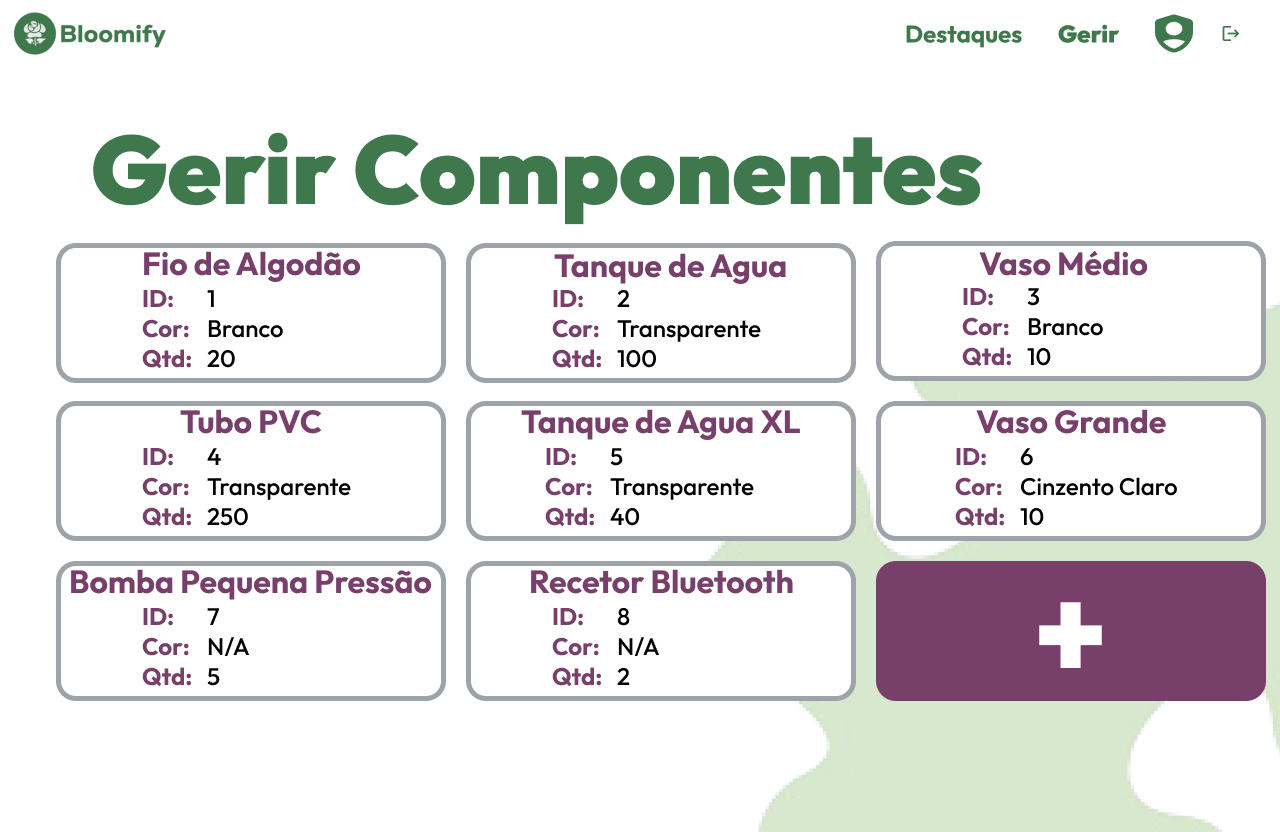 Bloomify
Destaques
Gerir
Gerir Componentes
Fio de Algodão
ID: 1
Cor: Branco
Qtd: 20
Tanque de Agua
ID: 2
Cor: Transparente
Qtd: 100
Vaso Médio
ID: 3
Cor: Branco
Qtd: 10
Tubo PVC
ID: 4
Cor: Transparente
Qtd: 250
Tanque de Agua XL
ID: 5
Cor: Transparente
Qtd: 40
Vaso Grande
ID: 6
Cor: Cinzento Claro
Qtd: 10
Bomba Pequena Pressão
ID: 7
Cor: N/A
Qtd: 5
Recetor Bluetooth
ID: 8
Cor: N/A
Qtd: 2